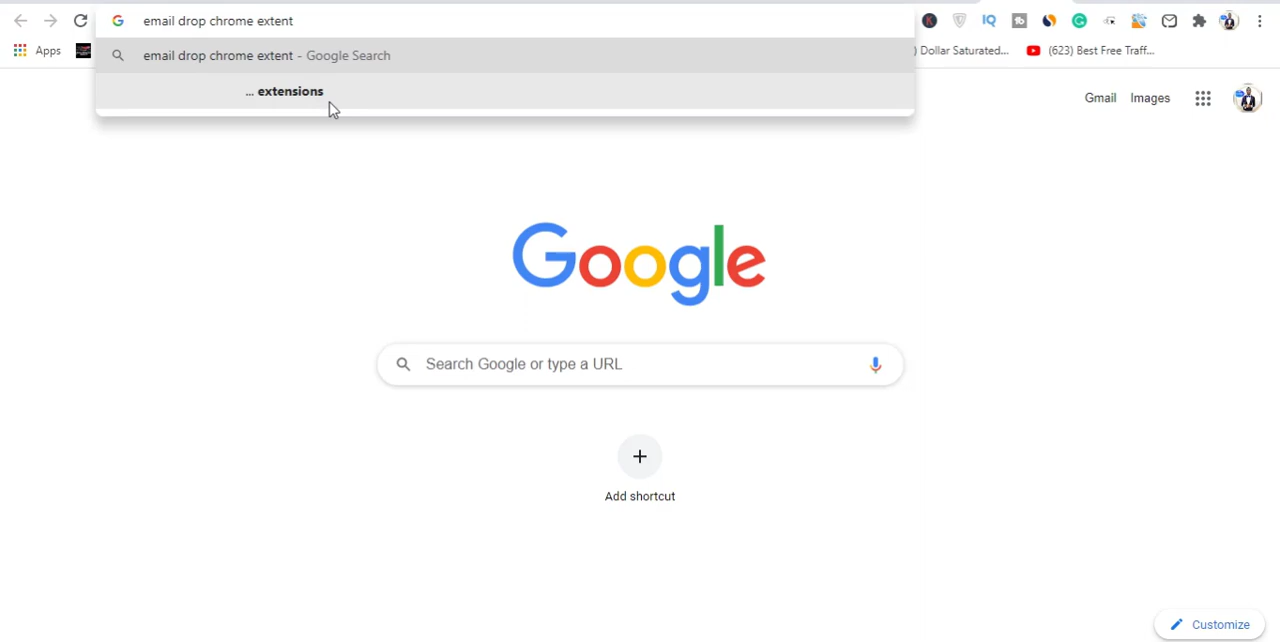 email drop chrome extent
email drop chrome extent - Google Search
... extensions
Apps
) Dollar Saturated...
(623) Best Free Traff...
IQ
K
Gmail
Images
Google
Search Google or type a URL
Add shortcut
Customize